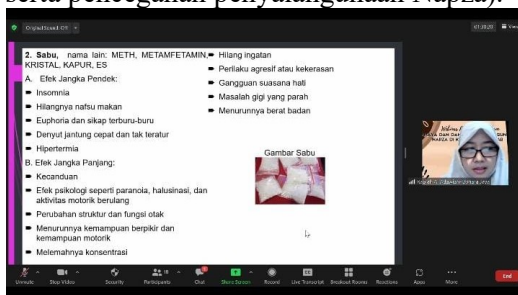 serta pencegahan penyalahgunaan Napza).
2. Sabu, nama lain: METH, METAMFETAMIN,
KRISTAL, KAPUR, ES
A. Efek Jangka Pendek:
Insomnia
Hilangnya nafsu makan
Euphoria dan sikap terburu-buru
Denyut jantung cepat dan tak teratur
Hipertermia
B. Efek Jangka Panjang:
Kecanduan
Efek psikologi seperti paranoia, halusinasi, dan
aktivitas motorik berulang
Perubahan struktur dan fungsi otak
Menurunnya kemampuan berpikir dan
kemampuan motorik
Melemahnya konsentrasi
Hilang ingatan
Perilaku agresif atau kekerasan
Gangguan suasana hati
Masalah gigi yang parah
Menurunnya berat badan
Gambar Sabu
Unmute
Stop Video
Security
Participants
Chat
Share Screen
Record
Live Transcript
Breakout Rooms
Reactions
Apps
More
End